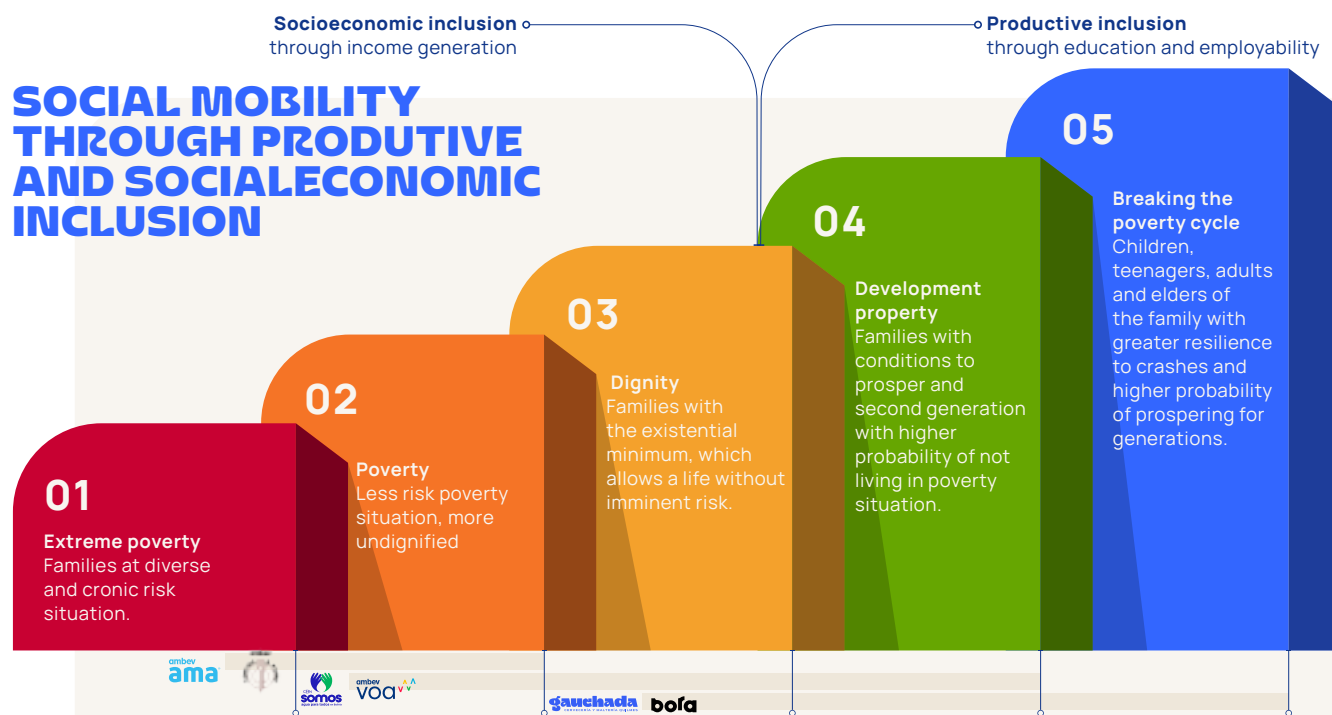 Socioeconomic inclusion
through income generation
Productive inclusion
through education and employability
SOCIAL MOBILITY
THROUGH PRODUTIVE
AND SOCIALECONOMIC
INCLUSION
01
Extreme poverty
Families at diverse
and cronic risk
situation.
02
Poverty
Less risk poverty
situation, more
undignified
03
Dignity
Families with
the existential
minimum, which
allows a life without
imminent risk.
04
Development
property
Families with
conditions to
prosper and
second generation
with higher
probability of not
living in poverty
situation.
05
Breaking the
poverty cycle
Children,
teenagers, adults
and elders of
the family with
greater resilience
to crashes and
higher probability
of prospering for
generations.
ambev
ama
somos
ambev
voa
gauchada
bora